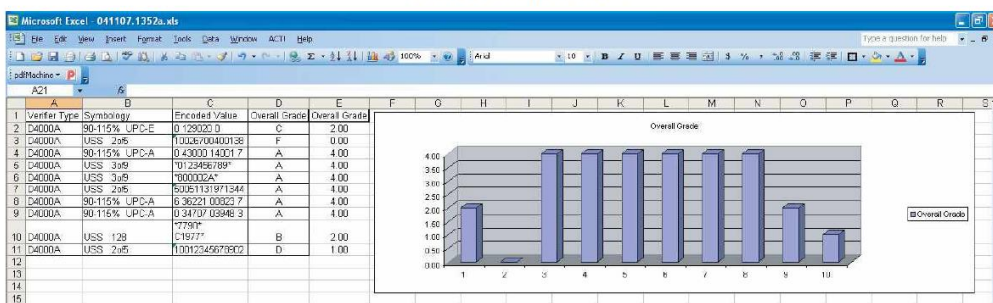 Microsoft Excel - 041107.1352a.xls
File Edit View Insert Format Tools Data Window ACT! Help Type a question for help
100% Arial 10 B I U $ % ,
pdfMachine
A21 fx
A B C D E F G H I J K L M N O P Q R S
1 Verifier Type Symbology Encoded Value Overall Grade Overall Grade
2 D4000A 90-115% UPC-E 0 129020 0 C 2.00
3 D4000A USS 2of5 10026700400138 F 0.00
4 D4000A 90-115% UPC-A 0 43000 14001 7 A 4.00
5 D4000A USS 3of9 *0123456789* A 4.00
6 D4000A USS 3of9 *800002A* A 4.00
7 D4000A USS 2of5 50051131971344 A 4.00
8 D4000A 90-115% UPC-A 6 36221 00823 7 A 4.00
9 D4000A 90-115% UPC-A 0 34707 03948 3 A 4.00
*7790*
10 D4000A USS 128 C1977* B 2.00
11 D4000A USS 2of5 10012345678902 D 1.00
12
13
14
15
Overall Grade
4.00
3.50
3.00
2.50
2.00
1.50
1.00
0.50
0.00
1 2 3 4 5 6 7 8 9 10
Overall Grade